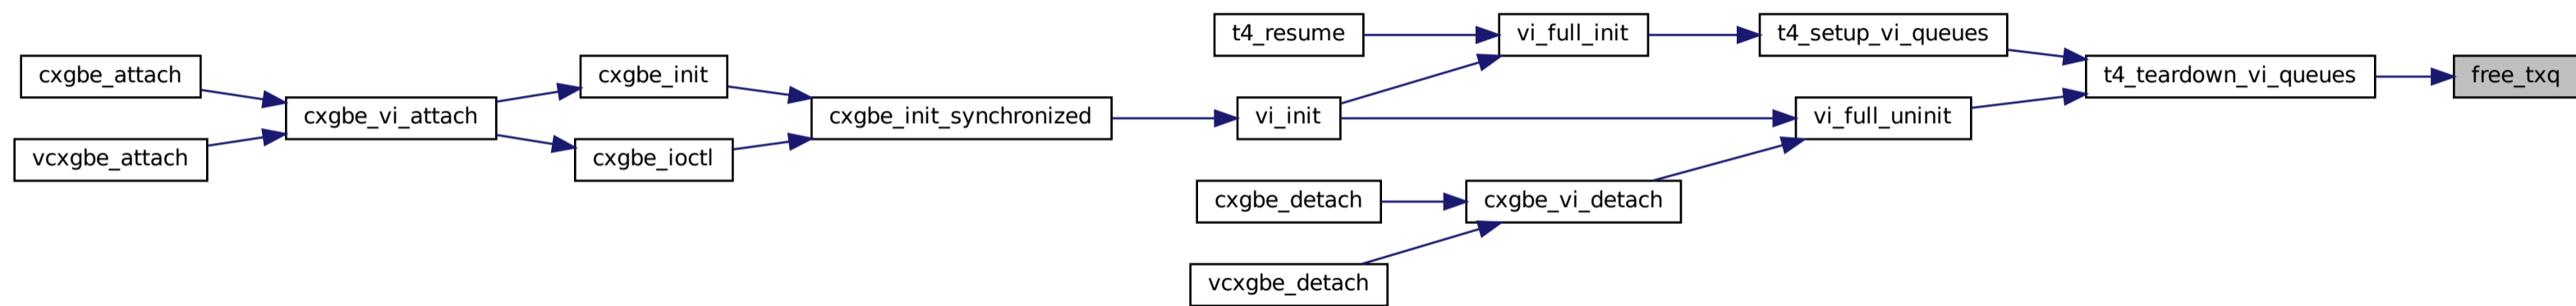 t4_resume
vi_full_init
t4_setup_vi_queues
cxgbe_attach
cxgbe_init
t4_teardown_vi_queues
free_txq
cxgbe_vi_attach
cxgbe_init_synchronized
vi_init
vi_full_uninit
vcxgbe_attach
cxgbe_ioctl
cxgbe_detach
cxgbe_vi_detach
vcxgbe_detach